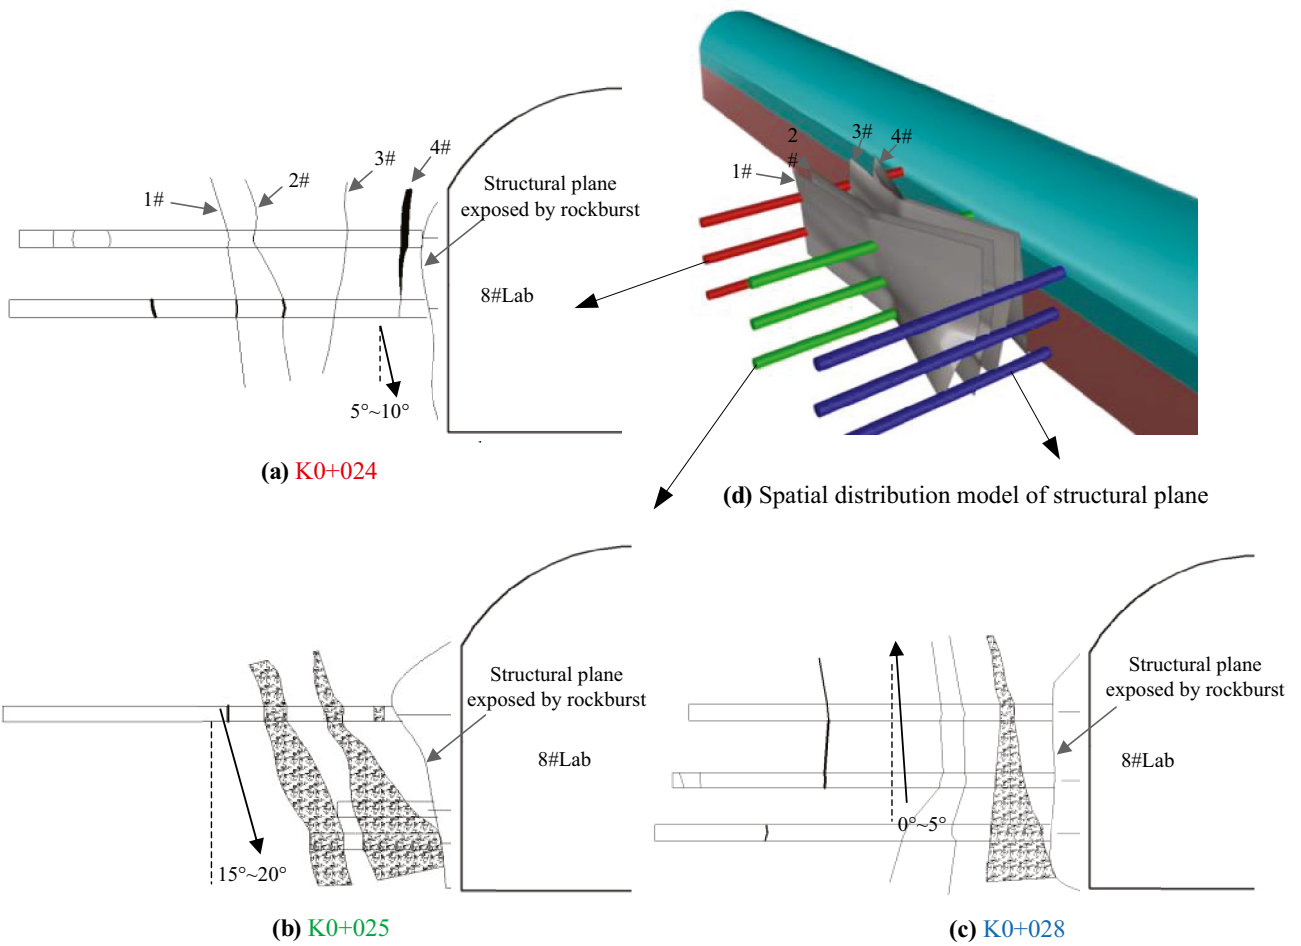 1#
2#
3#
4#
Structural plane
exposed by rockburst
8#Lab
5°~10°
(a) K0+024
1#
2
#
3#
4#
(d) Spatial distribution model of structural plane
Structural plane
exposed by rockburst
8#Lab
15°~20°
(b) K0+025
Structural plane
exposed by rockburst
8#Lab
0°~5°
(c) K0+028